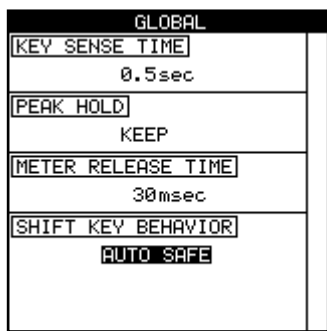 GLOBAL
KEY SENSE TIME
0.5sec
PEAK HOLD
KEEP
METER RELEASE TIME
30msec
SHIFT KEY BEHAVIOR
AUTO SAFE